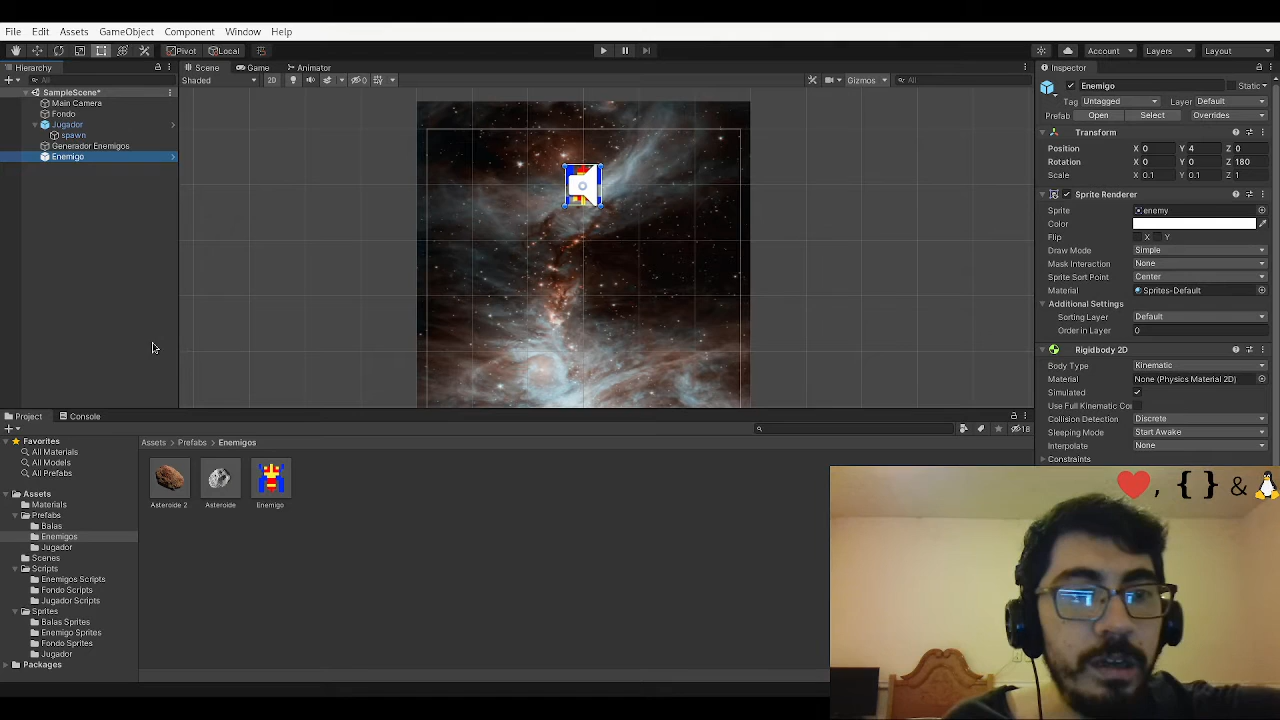 File Edit Assets GameObject Component Window Help
Pivot Local Account Layers Layout
Hierarchy Scene Game Animator Inspector
All Shaded 2D Gizmos All
SampleScene*
Main Camera
Fondo
Jugador
spawn
Generador Enemigos
Enemigo
Enemigo Static
Tag Untagged Layer Default
Prefab Open Select Overrides
Transform
Position X 0 Y 4 Z 0
Rotation X 0 Y 0 Z 180
Scale X 0.1 Y 0.1 Z 1
Sprite Renderer
Sprite enemy
Color
Flip X Y
Draw Mode Simple
Mask Interaction None
Sprite Sort Point Center
Material Sprites-Default
Additional Settings
Sorting Layer Default
Order in Layer 0
Rigidbody 2D
Body Type Kinematic
Material None (Physics Material 2D)
Simulated
Use Full Kinematic Cor
Collision Detection Discrete
Sleeping Mode Start Awake
Interpolate None
Constraints
Project Console
18
Favorites
All Materials
All Models
All Prefabs
Assets
Materials
Prefabs
Balas
Enemigos
Jugador
Scenes
Scripts
Enemigos Scripts
Fondo Scripts
Jugador Scripts
Sprites
Balas Sprites
Enemigo Sprites
Fondo Sprites
Jugador
Packages
Assets > Prefabs > Enemigos
Asteroide 2 Asteroide Enemigo
, { } &